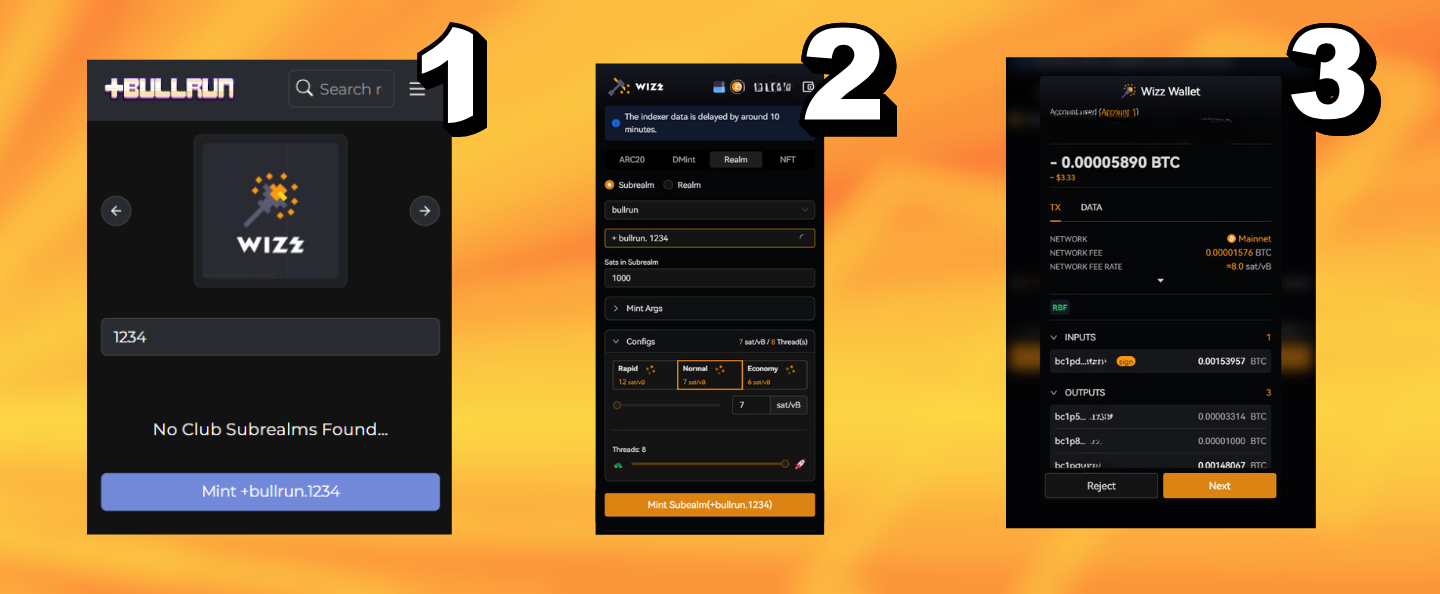 1
+BULLRUN
Search r
WIZZ
1234
No Club Subrealms Found...
Mint +bullrun.1234
2
WIZZ
The indexer data is delayed by around 10
minutes.
ARC20 DMint Realm NFT
Subrealm Realm
bullrun
+ bullrun. 1234
Sats in Subrealm
1000
Mint Args
Configs 7 sat/vB / 8 Thread(s)
Rapid Normal Economy
12 sat/vB 7 sat/vB 6 sat/vB
7 sat/vB
Threads: 8
Mint Subealm(+bullrun.1234)
3
Wizz Wallet
Account used (Account 1)
- 0.00005890 BTC
~ $3.33
TX DATA
NETWORK Mainnet
NETWORK FEE 0.00001576 BTC
NETWORK FEE RATE ≈8.0 sat/vB
RBF
INPUTS 1
bc1pd... sign 0.00153957 BTC
OUTPUTS 3
bc1p5... 0.00003314 BTC
bc1p8... 0.00001000 BTC
0.00148067 BTC
Reject Next